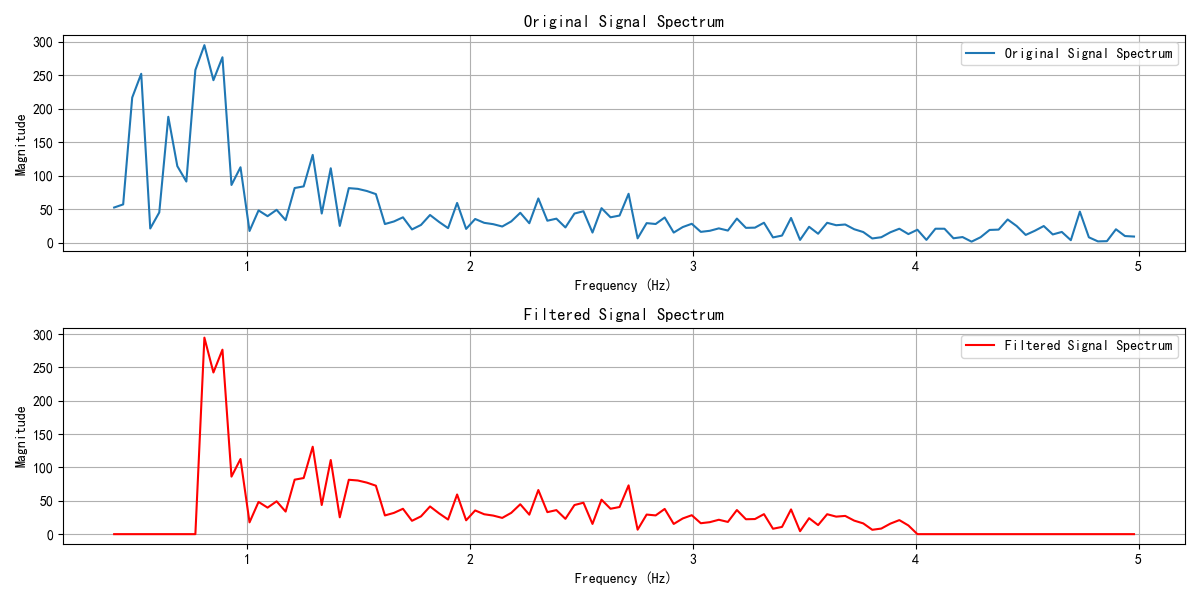 Original Signal Spectrum
300
250
200
150
100
50
0
Magnitude
Original Signal Spectrum
1 2 3 4 5
Frequency (Hz)
Filtered Signal Spectrum
300
250
200
150
100
50
0
Magnitude
Filtered Signal Spectrum
1 2 3 4 5
Frequency (Hz)